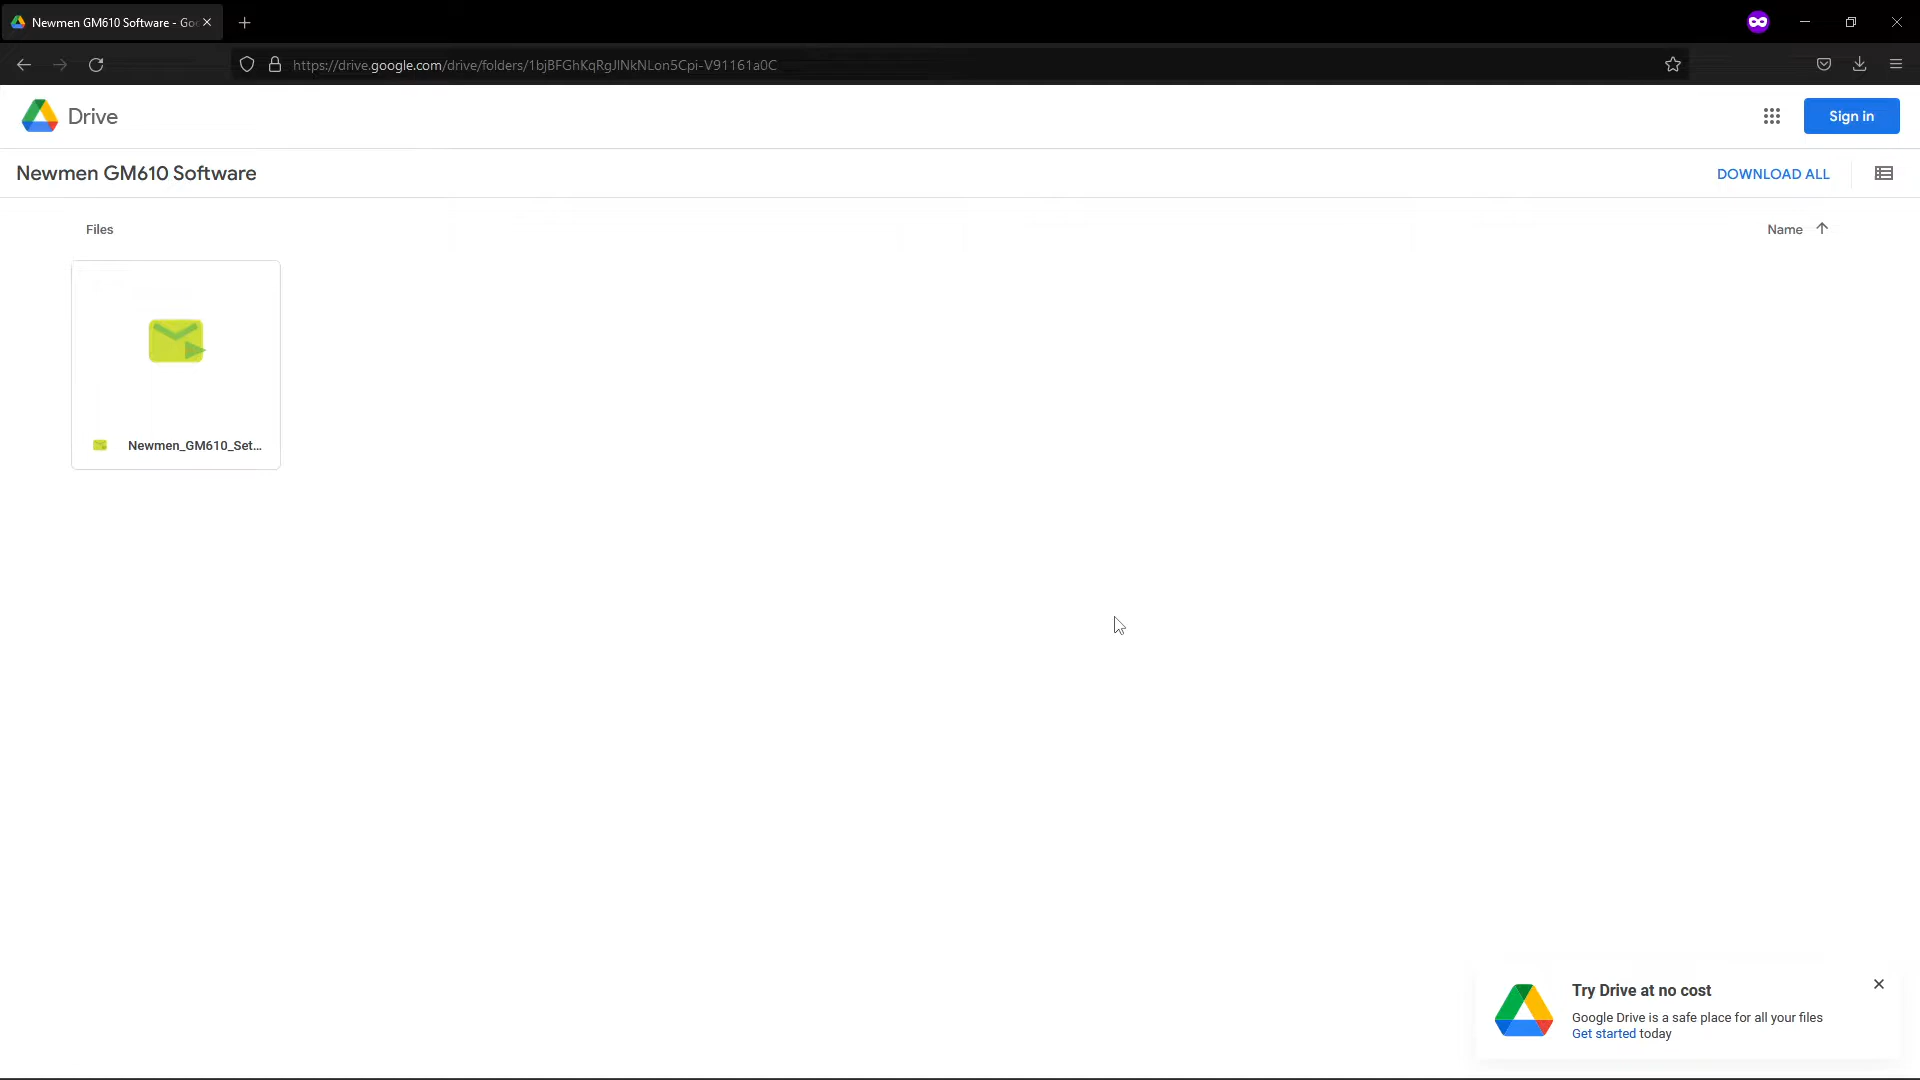 Newmen GM610 Software - Goo
https://drive.google.com/drive/folders/1bjBFGhKqRgJlNkNLon5Cpi-V91161a0C
Drive
Sign in
Newmen GM610 Software
DOWNLOAD ALL
Files
Name
Newmen_GM610_Set...
Try Drive at no cost
Google Drive is a safe place for all your files
Get started today